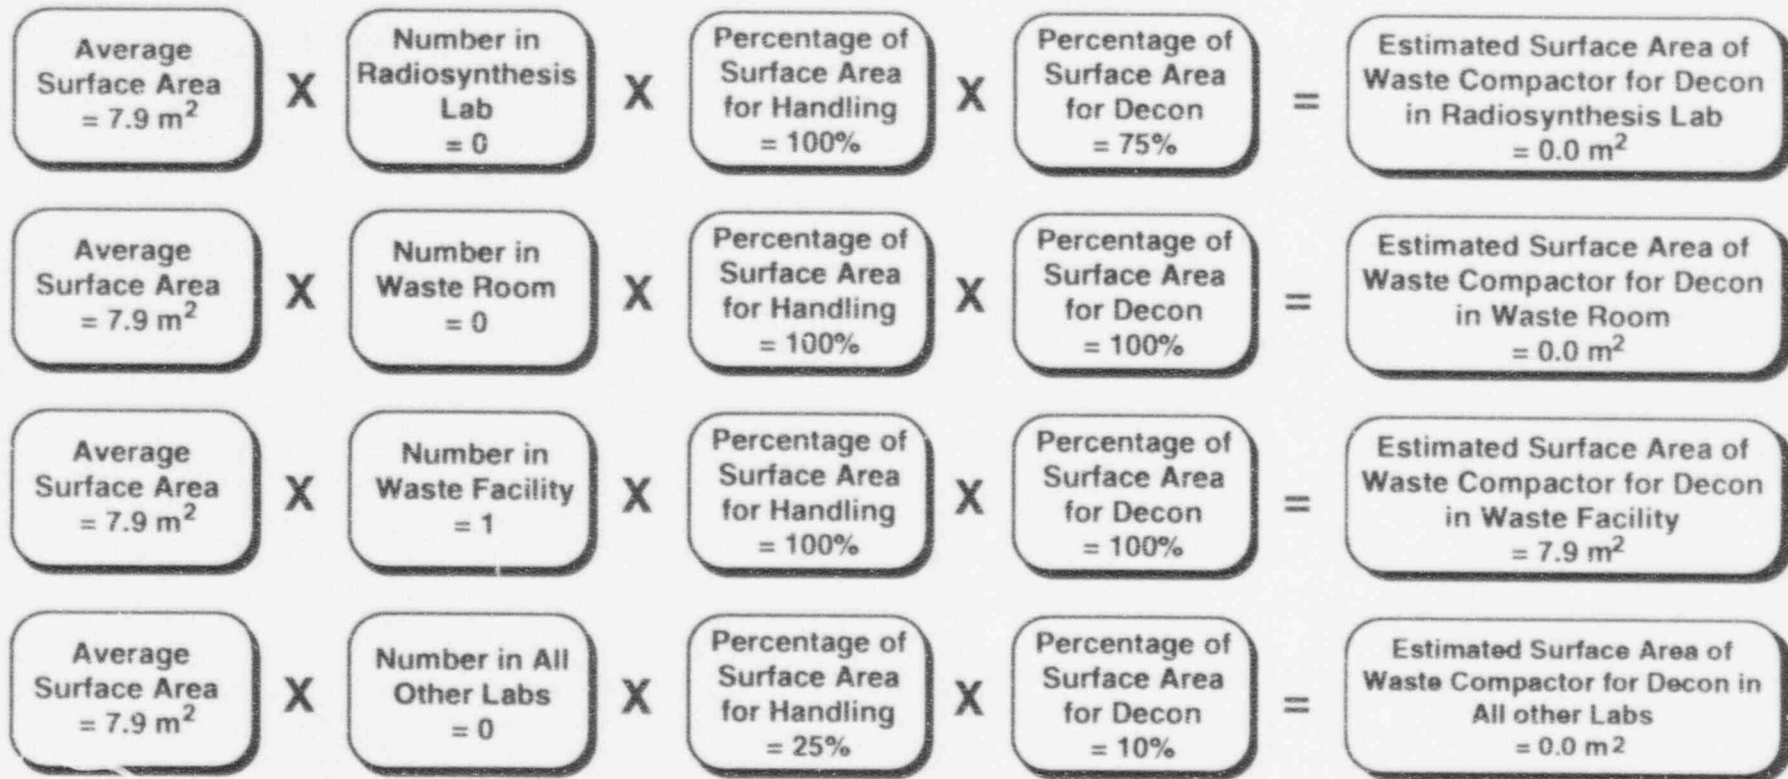 Average
Surface Area
= 7.9 m²
X
Number in
Radiosynthesis
Lab
= 0
X
Percentage of
Surface Area
for Handling
= 100%
X
Percentage of
Surface Area
for Decon
= 75%
=
Estimated Surface Area of
Waste Compactor for Decon
in Radiosynthesis Lab
= 0.0 m²
Average
Surface Area
= 7.9 m²
X
Number in
Waste Room
= 0
X
Percentage of
Surface Area
for Handling
= 100%
X
Percentage of
Surface Area
for Decon
= 100%
=
Estimated Surface Area of
Waste Compactor for Decon
in Waste Room
= 0.0 m²
Average
Surface Area
= 7.9 m²
X
Number in
Waste Facility
= 1
X
Percentage of
Surface Area
for Handling
= 100%
X
Percentage of
Surface Area
for Decon
= 100%
=
Estimated Surface Area of
Waste Compactor for Decon
in Waste Facility
= 7.9 m²
Average
Surface Area
= 7.9 m²
X
Number in All
Other Labs
= 0
X
Percentage of
Surface Area
for Handling
= 25%
X
Percentage of
Surface Area
for Decon
= 10%
=
Estimated Surface Area of
Waste Compactor for Decon in
All other Labs
= 0.0 m²